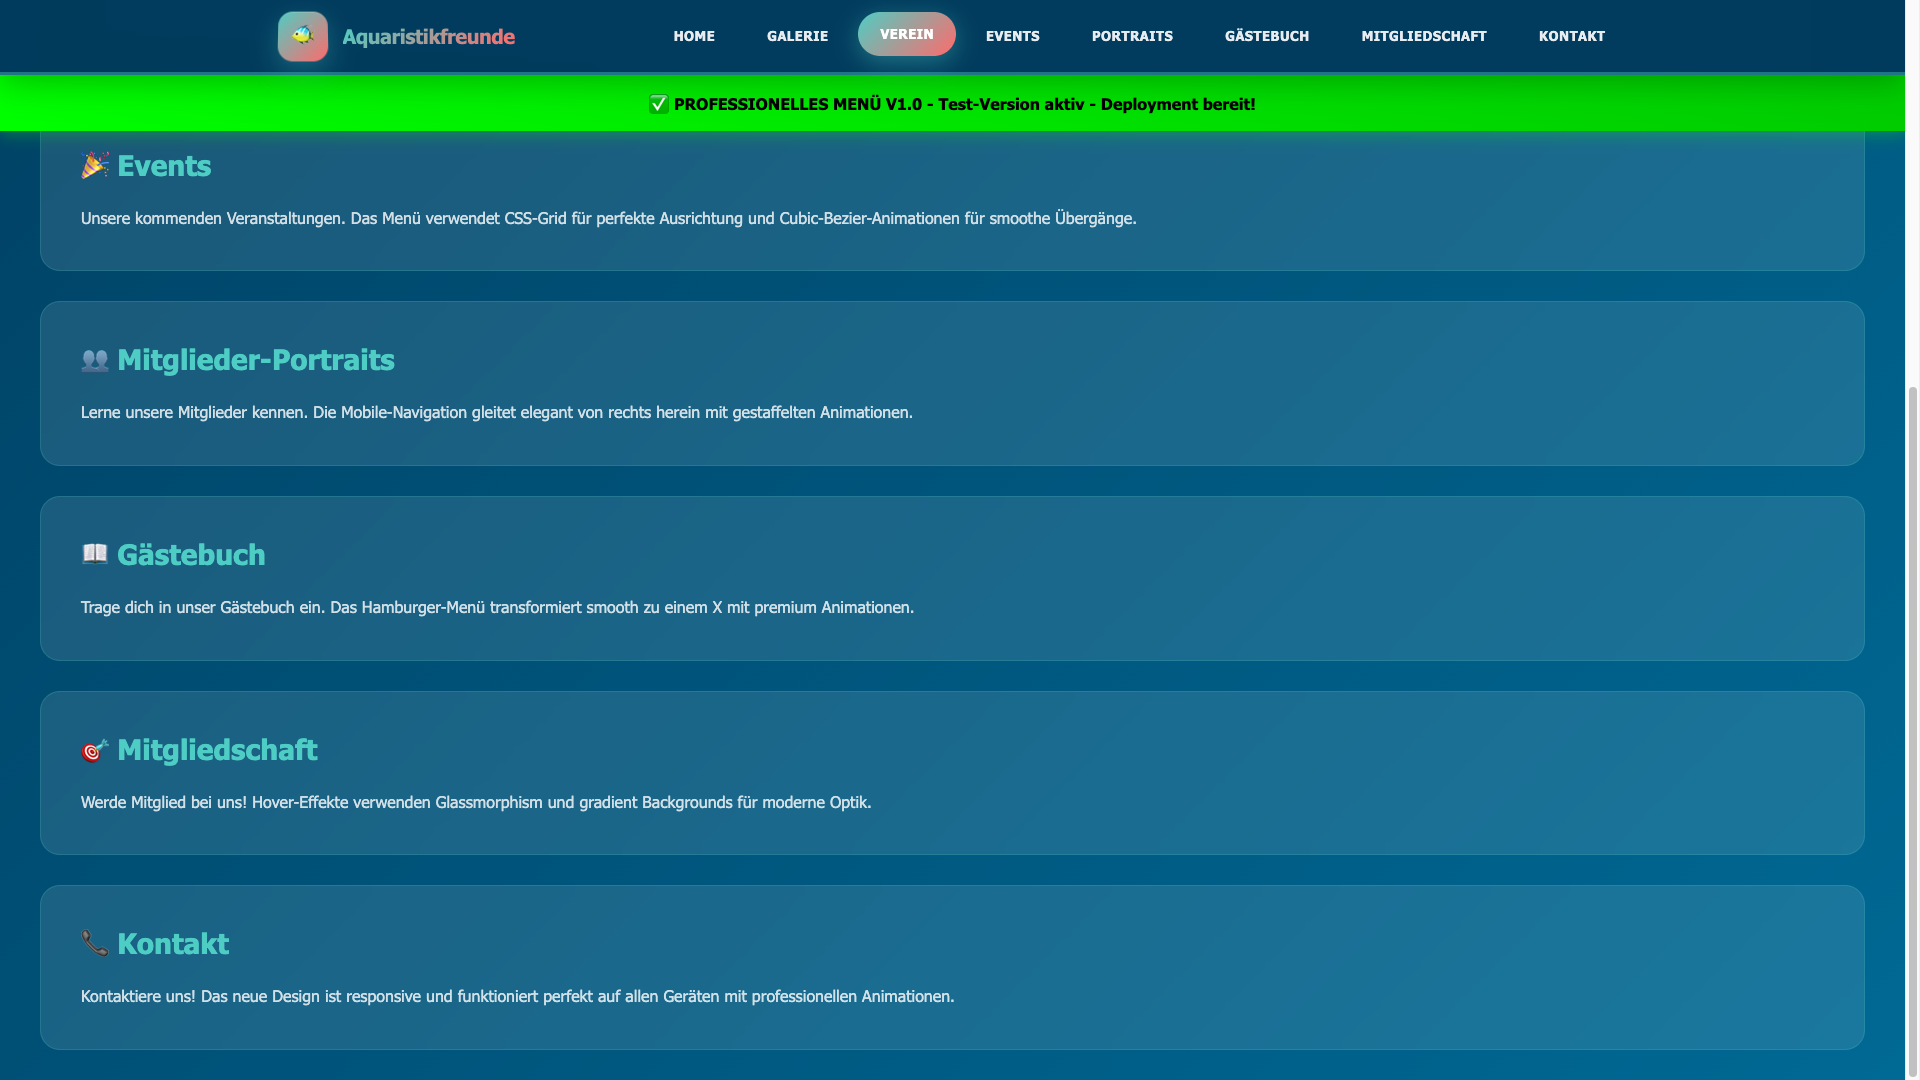 Aquaristikfreunde
HOME
GALERIE
VEREIN
EVENTS
PORTRAITS
GÄSTEBUCH
MITGLIEDSCHAFT
KONTAKT
✅ PROFESSIONELLES MENÜ V1.0 - Test-Version aktiv - Deployment bereit!
🎉 Events
Unsere kommenden Veranstaltungen. Das Menü verwendet CSS-Grid für perfekte Ausrichtung und Cubic-Bezier-Animationen für smoothe Übergänge.
👥 Mitglieder-Portraits
Lerne unsere Mitglieder kennen. Die Mobile-Navigation gleitet elegant von rechts herein mit gestaffelten Animationen.
📖 Gästebuch
Trage dich in unser Gästebuch ein. Das Hamburger-Menü transformiert smooth zu einem X mit premium Animationen.
🎯 Mitgliedschaft
Werde Mitglied bei uns! Hover-Effekte verwenden Glassmorphism und gradient Backgrounds für moderne Optik.
📞 Kontakt
Kontaktiere uns! Das neue Design ist responsive und funktioniert perfekt auf allen Geräten mit professionellen Animationen.